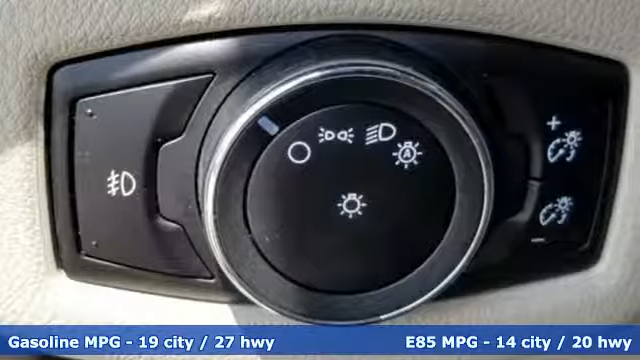 A
+
-
Gasoline MPG - 19 city / 27 hwy
E85 MPG - 14 city / 20 hwy